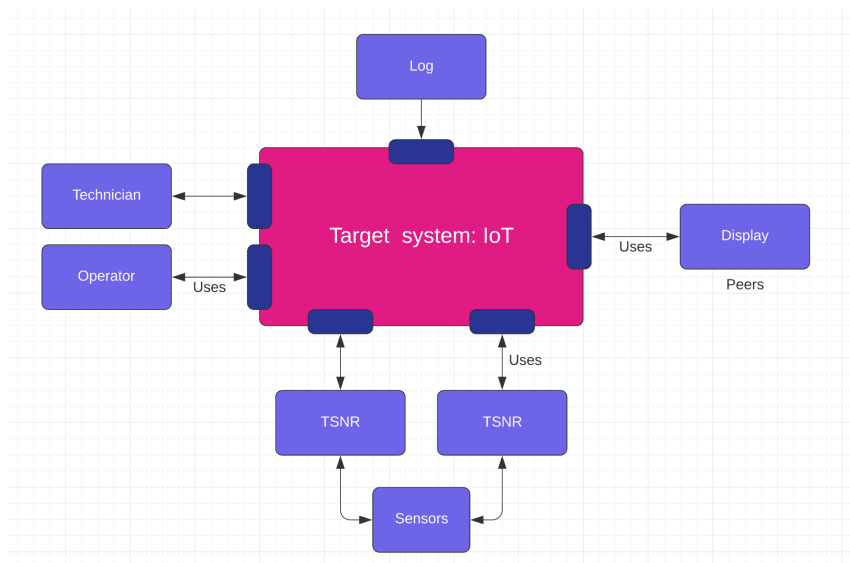 Log
Technician
Target  system: IoT
Display
Uses
Operator
Uses
Peers
Uses
TSNR
TSNR
Sensors